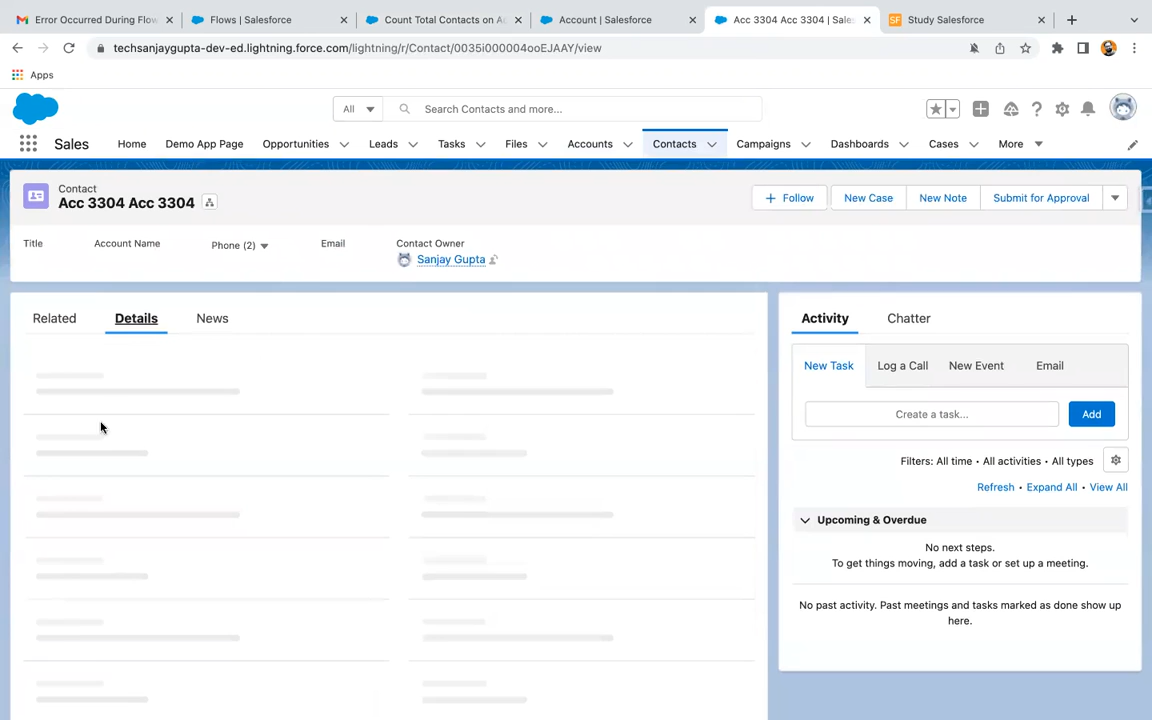 Error Occurred During Flow
Flows | Salesforce
Count Total Contacts on A
Account | Salesforce
Acc 3304 Acc 3304 | Sales
SF
Study Salesforce
techsanjaygupta-dev-ed.lightning.force.com/lightning/r/Contact/0035i000004ooEJAAY/view
Apps
All
Search Contacts and more...
Sales
Home
Demo App Page
Opportunities
Leads
Tasks
Files
Accounts
Contacts
Campaigns
Dashboards
Cases
More
Contact
Acc 3304 Acc 3304
Follow
New Case
New Note
Submit for Approval
Title
Account Name
Phone (2)
Email
Contact Owner
Sanjay Gupta
Related
Details
News
Activity
Chatter
New Task
Log a Call
New Event
Email
Create a task...
Add
Filters: All time • All activities • All types
Refresh • Expand All • View All
Upcoming & Overdue
No next steps.
To get things moving, add a task or set up a meeting.
No past activity. Past meetings and tasks marked as done show up
here.